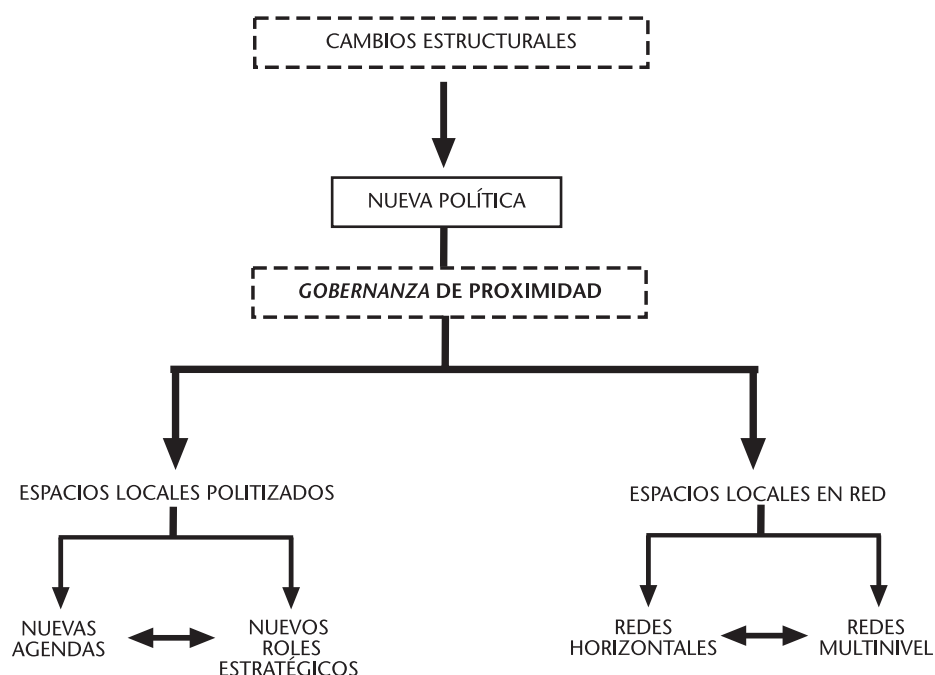 CAMBIOS ESTRUCTURALES
NUEVA POLÍTICA
GOBERNANZA DE PROXIMIDAD
ESPACIOS LOCALES POLITIZADOS
ESPACIOS LOCALES EN RED
NUEVAS
AGENDAS
NUEVOS
ROLES
ESTRATÉGICOS
REDES
HORIZONTALES
REDES
MULTINIVEL